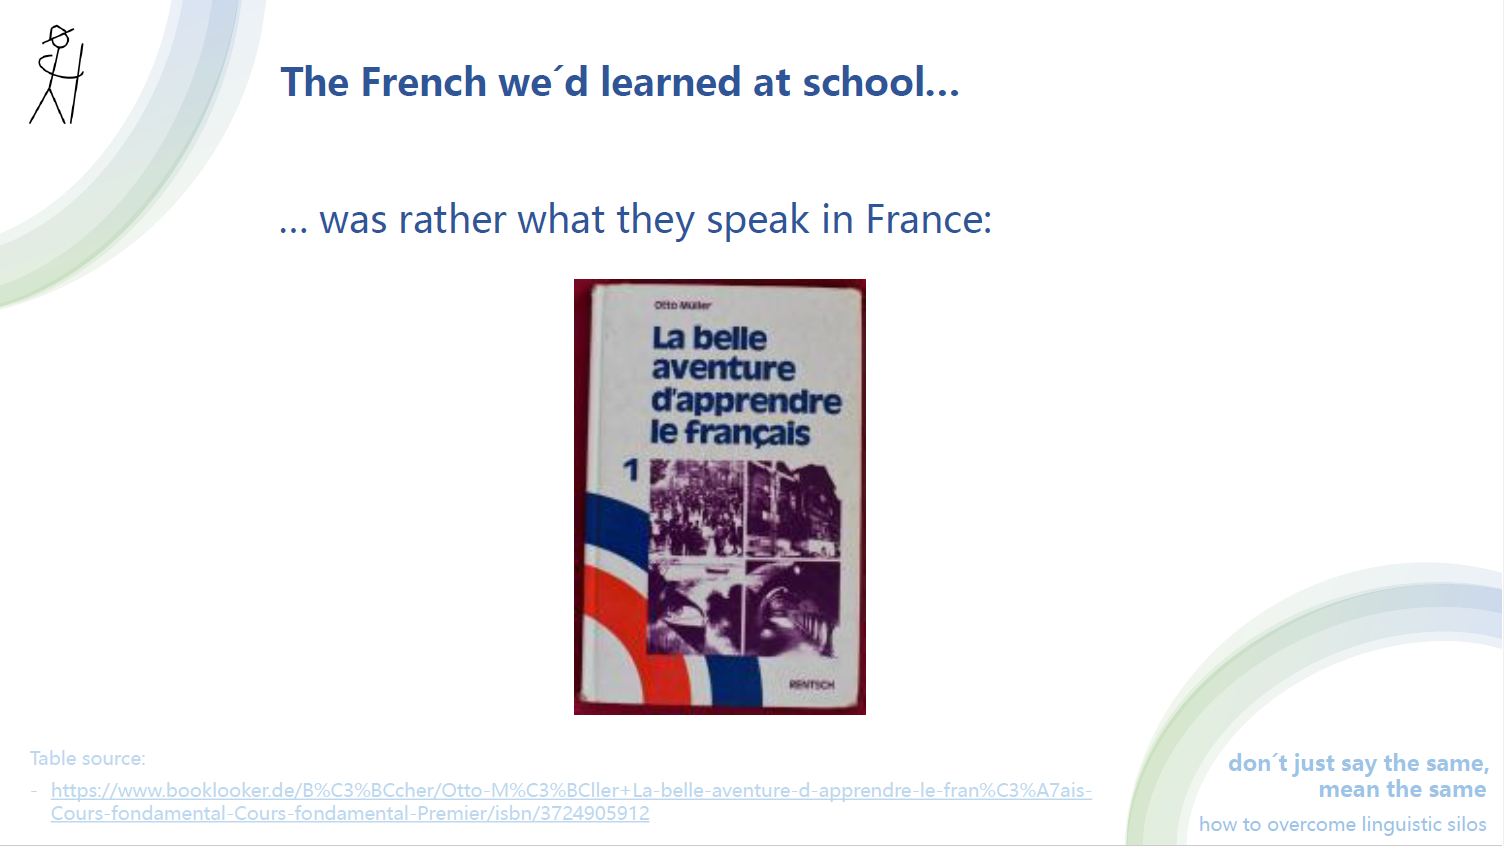 The French we´d learned at school…
… was rather what they speak in France:
Otto Müller
La belle
aventure
d'apprendre
le français
1
RENTSCH
Table source:
- https://www.booklooker.de/B%C3%BCcher/Otto-M%C3%BCller+La-belle-aventure-d-apprendre-le-fran%C3%A7ais-
Cours-fondamental-Cours-fondamental-Premier/isbn/3724905912
don´t just say the same,
mean the same
how to overcome linguistic silos